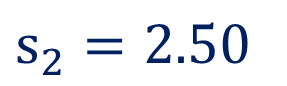 s₂ = 2.50